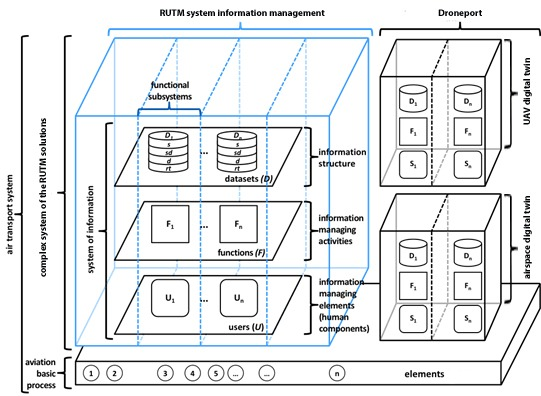 RUTM system information management
Droneport
air transport system
complex system of the RUTM solutions
system of information
functional
subsystems
D1 ... Dn
s s
sd sd
d d
rt rt
datasets (D)
information
structure
F1 ... Fn
functions (F)
information
managing
activities
U1 ... Un
users (U)
information
managing
elements
(human
components)
D1 Dn
F1 Fn
S1 Sn
UAV digital twin
D1 Dn
F1 Fn
S1 Sn
airspace digital twin
aviation
basic
process
1 2 3 4 5 ... ... n elements